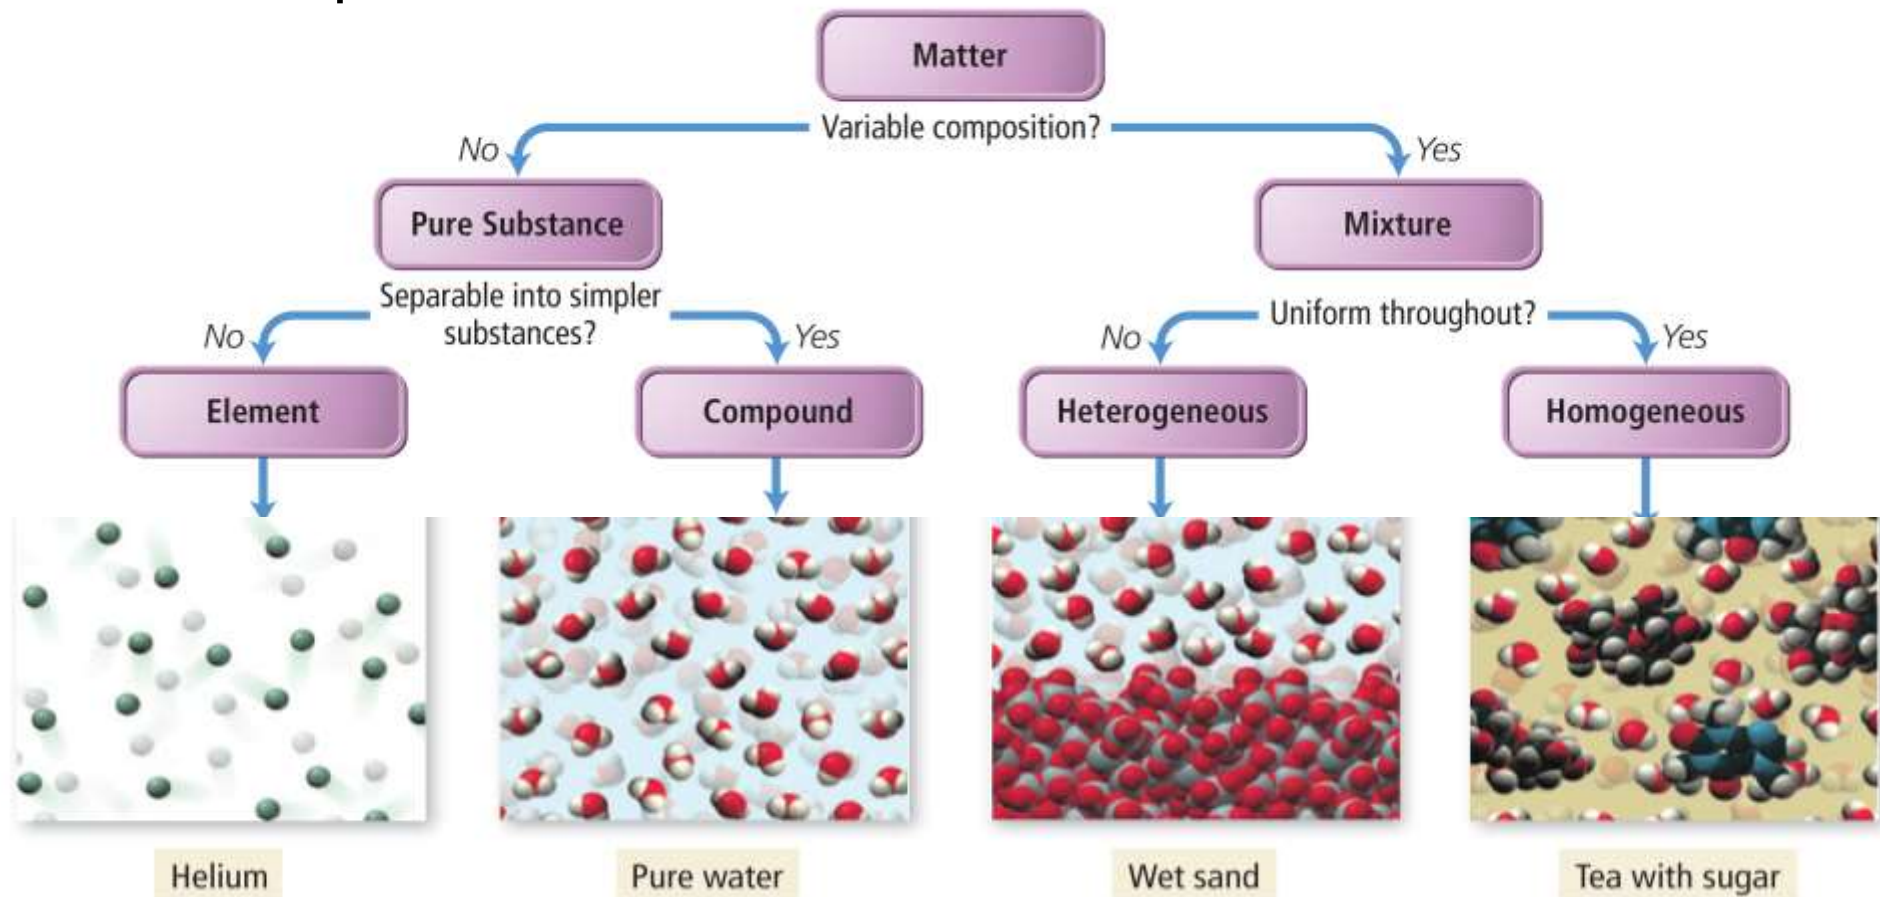 Matter
Variable composition?
No
Yes
Pure Substance
Mixture
Separable into simpler
substances?
No
Yes
Uniform throughout?
No
Yes
Element
Compound
Heterogeneous
Homogeneous
Helium
Pure water
Wet sand
Tea with sugar